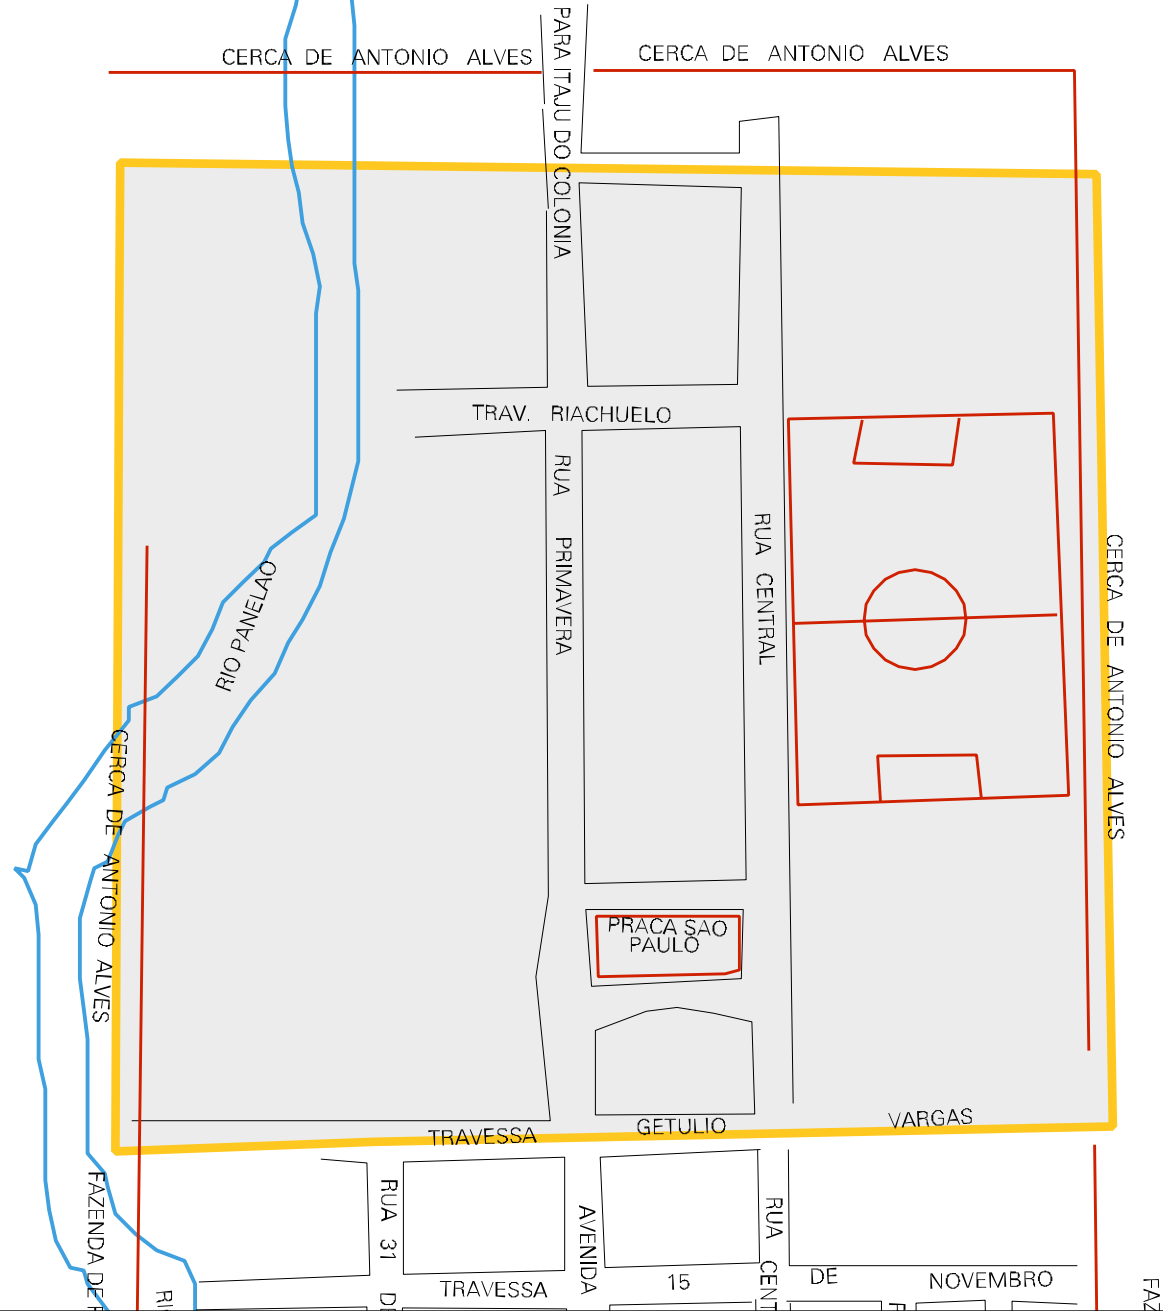 CERCA DE ANTONIO ALVES
CERCA DE ANTONIO ALVES
PARA ITAJU DO COLONIA
TRAV. RIACHUELO
RUA PRIMAVERA
RUA CENTRAL
RIO PANELAO
CERCA DE ANTONIO ALVES
CERCA DE ANTONIO ALVES
PRACA SAO
PAULO
TRAVESSA GETULIO VARGAS
FAZENDA DE
RUA 31
AVENIDA
RUA
TRAVESSA 15 DE NOVEMBRO